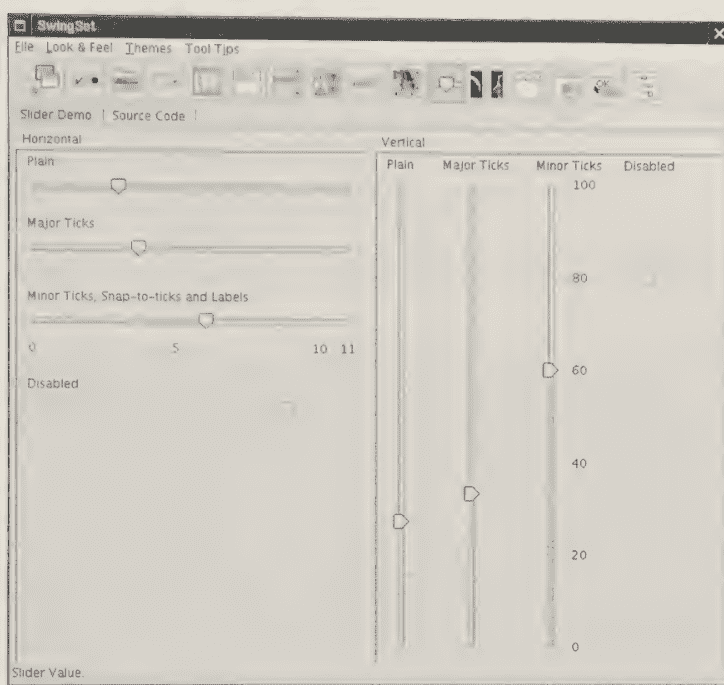 SwingSet
File Look & Feel Themes Tool Tips
Slider Demo Source Code
Horizontal
Plain
Major Ticks
Minor Ticks, Snap-to-ticks and Labels
0 5 10 11
Disabled
Vertical
Plain Major Ticks Minor Ticks Disabled
100
80
60
40
20
0
Slider Value.